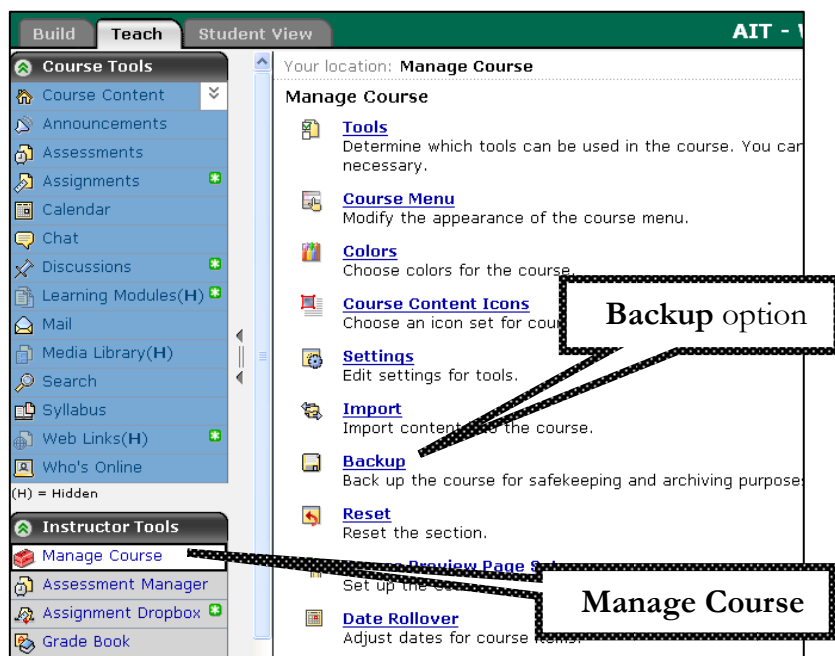 Build Teach Student View AIT -
Course Tools
Course Content
Announcements
Assessments
Assignments
Calendar
Chat
Discussions
Learning Modules(H)
Mail
Media Library(H)
Search
Syllabus
Web Links(H)
Who's Online
(H) = Hidden
Instructor Tools
Manage Course
Assessment Manager
Assignment Dropbox
Grade Book
Your location: Manage Course
Manage Course
Tools
Determine which tools can be used in the course. You can
necessary.
Course Menu
Modify the appearance of the course menu.
Colors
Choose colors for the course.
Course Content Icons
Choose an icon set for
Settings
Edit settings for tools.
Import
Import the course.
Backup
Back up the course for safekeeping and archiving purposes
Reset
Reset the section.
Preview Page
Set up the
Date Rollover
Adjust dates for course
Backup option
Manage Course